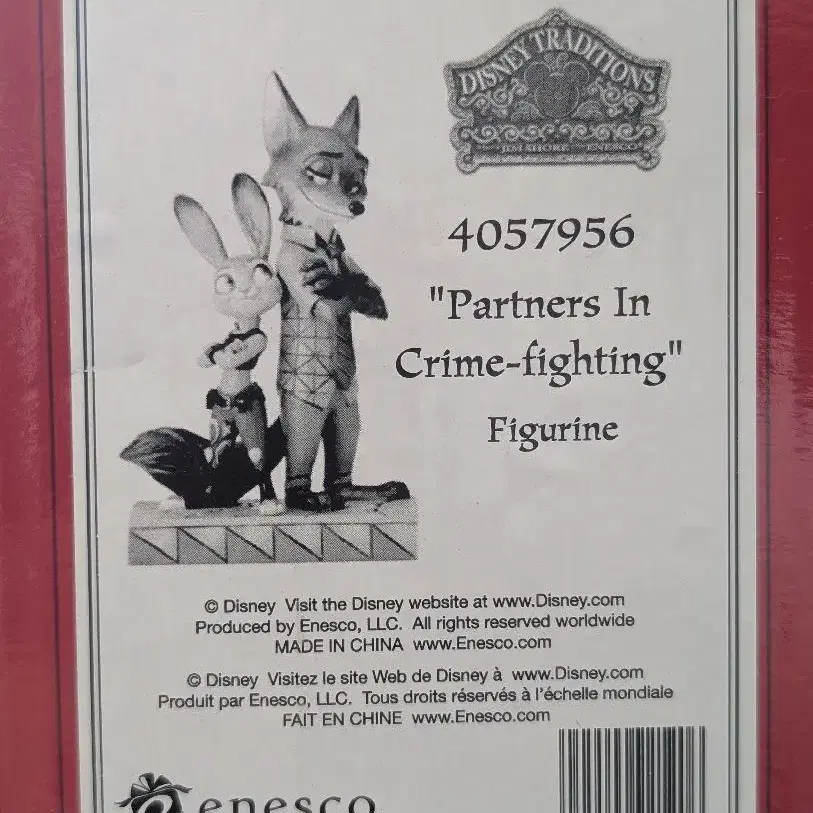 DISNEY TRADITIONS
JIM SHORE ENESCO
4057956
"Partners In
Crime-fighting"
Figurine
© Disney Visit the Disney website at www.Disney.com
Produced by Enesco, LLC. All rights reserved worldwide
MADE IN CHINA www.Enesco.com
© Disney Visitez le site Web de Disney à www.Disney.com
Produit par Enesco, LLC. Tous droits réservés à l'échelle mondiale
FAIT EN CHINE www.Enesco.com
enesco